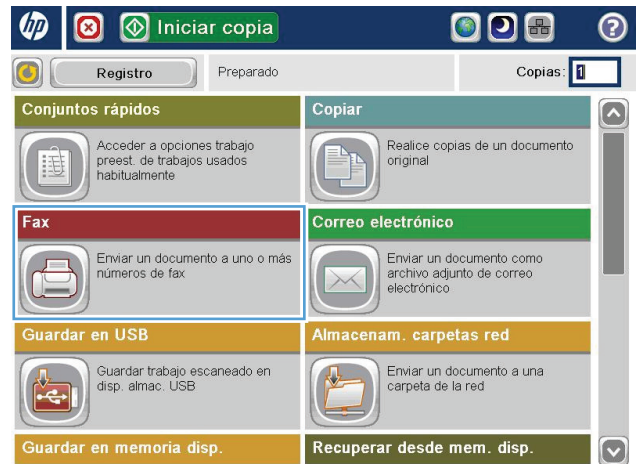 hp
Iniciar copia
?
Registro
Preparado
Copias: 1
Conjuntos rápidos
Acceder a opciones trabajo
preest. de trabajos usados
habitualmente
Copiar
Realice copias de un documento
original
Fax
Enviar un documento a uno o más
números de fax
Correo electrónico
Enviar un documento como
archivo adjunto de correo
electrónico
Guardar en USB
Guardar trabajo escaneado en
disp. almac. USB
Almacenam. carpetas red
Enviar un documento a una
carpeta de la red
Guardar en memoria disp.
Recuperar desde mem. disp.